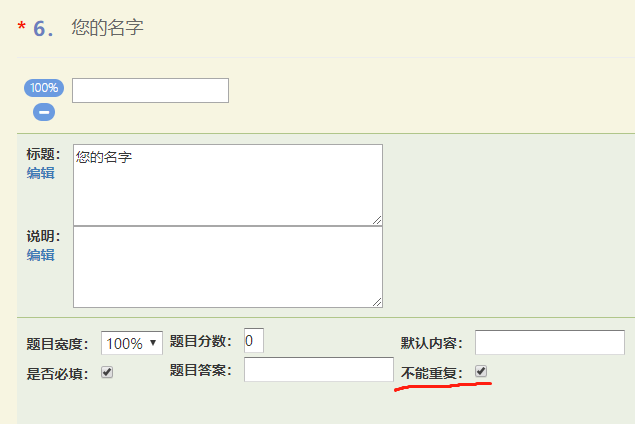 * 6. 您的名字
100%
标题：
编辑
您的名字
说明：
编辑
题目宽度： 100% 题目分数： 0 默认内容：
是否必填： 题目答案： 不能重复：